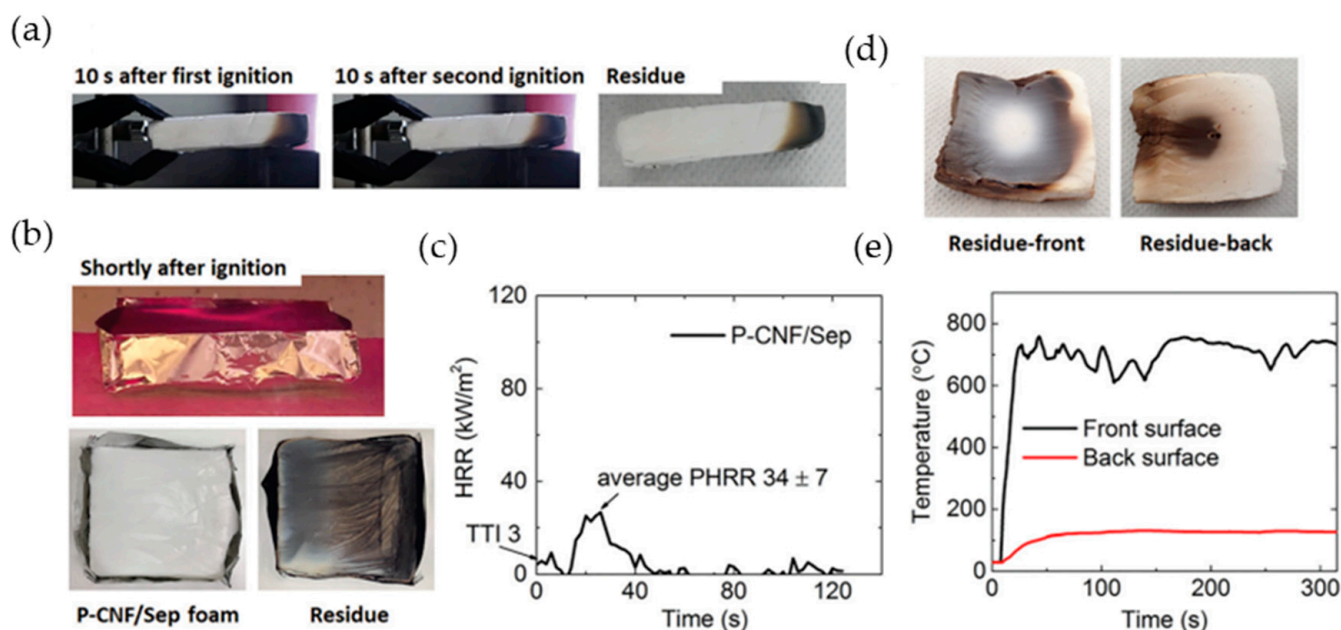 (a)
10 s after first ignition
10 s after second ignition
Residue
(b)
Shortly after ignition
P-CNF/Sep foam
Residue
(c)
120
80
40
0
HRR (kW/m²)
P-CNF/Sep
average PHRR 34 ± 7
TTI 3
0 40 80 120
Time (s)
(d)
Residue-front
Residue-back
(e)
800
600
400
200
0
Temperature (°C)
Front surface
Back surface
0 100 200 300
Time (s)